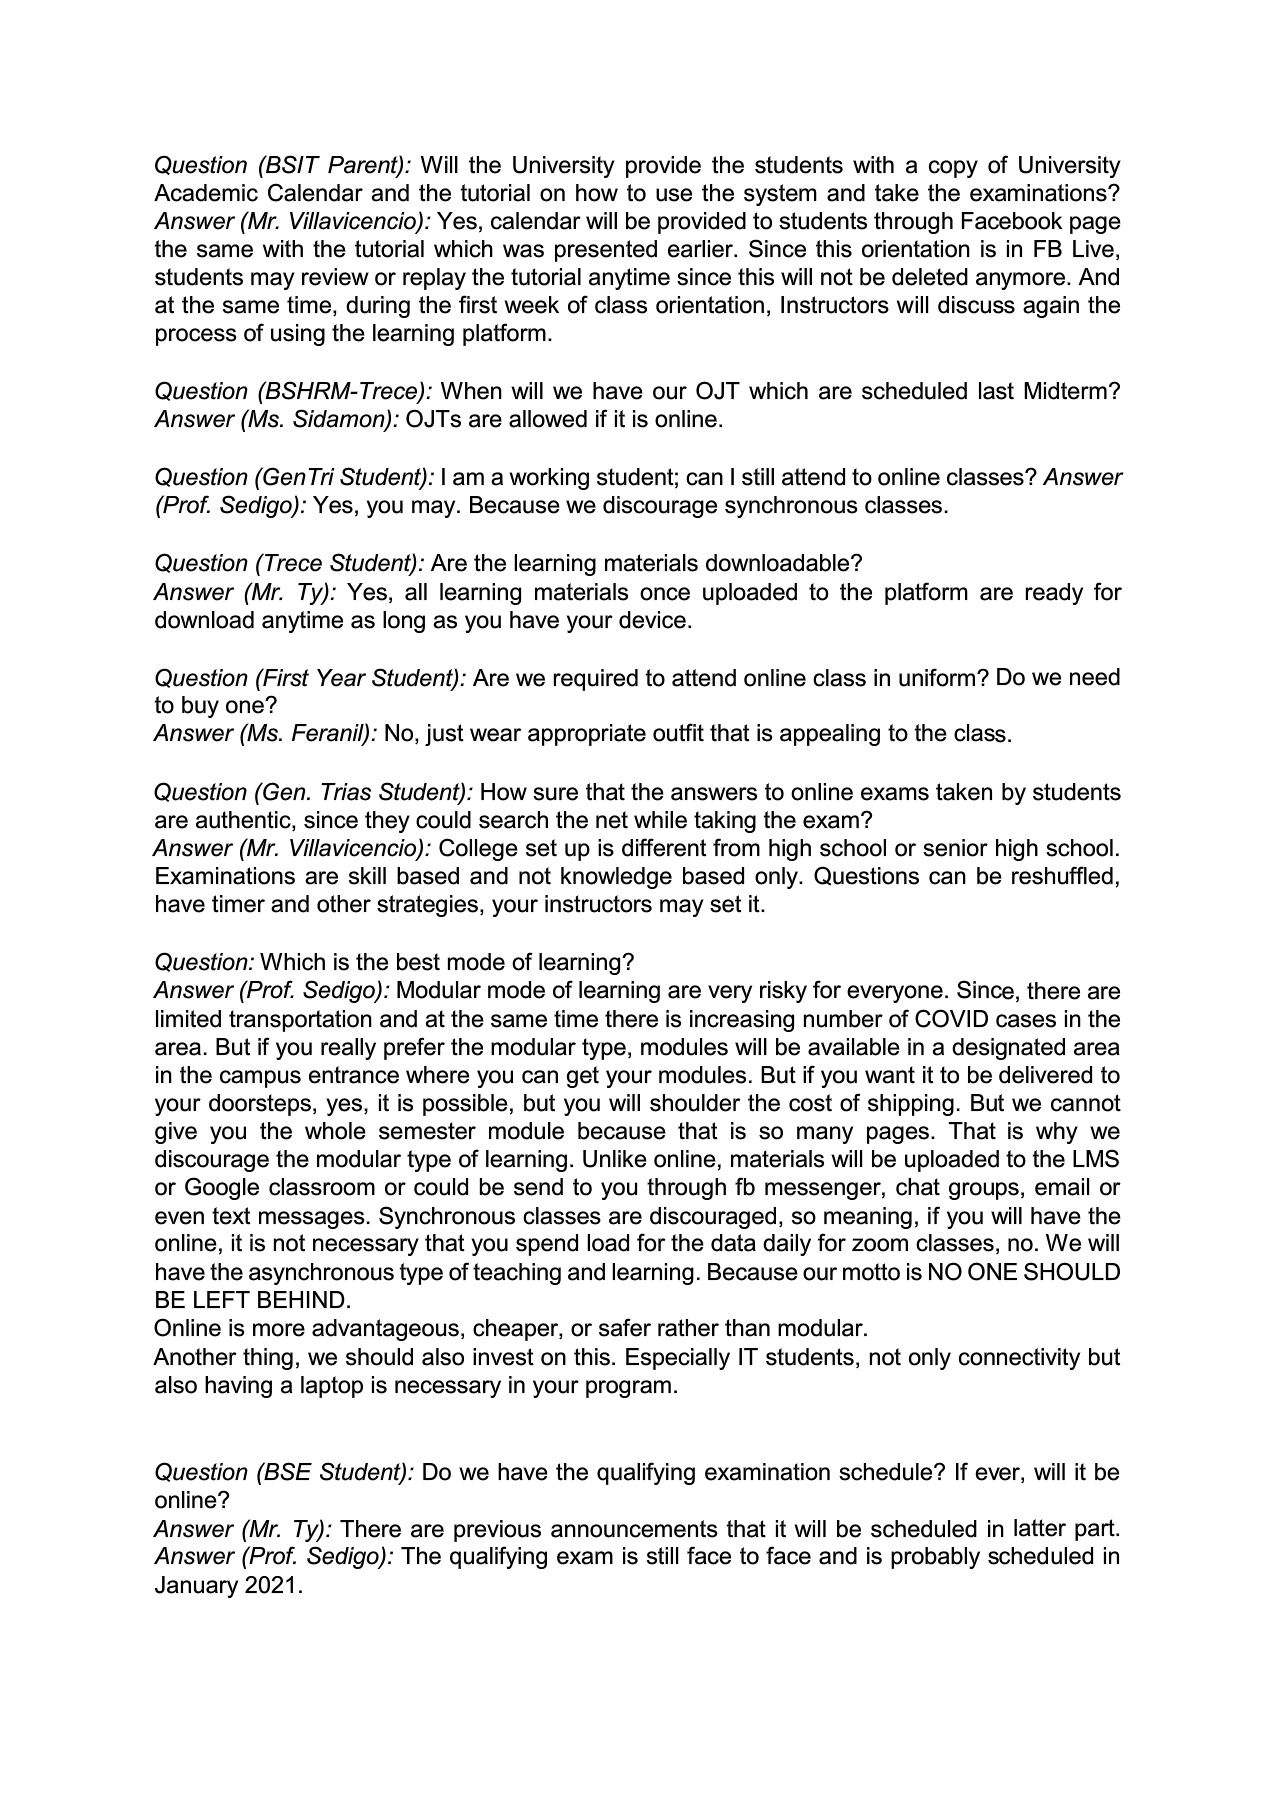 Question (BSIT Parent): Will the University provide the students with a copy of University
Academic Calendar and the tutorial on how to use the system and take the examinations?
Answer (Mr. Villavicencio): Yes, calendar will be provided to students through Facebook page
the same with the tutorial which was presented earlier. Since this orientation is in FB Live,
students may review or replay the tutorial anytime since this will not be deleted anymore. And
at the same time, during the first week of class orientation, Instructors will discuss again the
process of using the learning platform.
Question (BSHRM-Trece): When will we have our OJT which are scheduled last Midterm?
Answer (Ms. Sidamon): OJTs are allowed if it is online.
Question (GenTri Student): I am a working student; can I still attend to online classes? Answer
(Prof. Sedigo): Yes, you may. Because we discourage synchronous classes.
Question (Trece Student): Are the learning materials downloadable?
Answer (Mr. Ty): Yes, all learning materials once uploaded to the platform are ready for
download anytime as long as you have your device.
Question (First Year Student): Are we required to attend online class in uniform? Do we need
to buy one?
Answer (Ms. Feranil): No, just wear appropriate outfit that is appealing to the class.
Question (Gen. Trias Student): How sure that the answers to online exams taken by students
are authentic, since they could search the net while taking the exam?
Answer (Mr. Villavicencio): College set up is different from high school or senior high school.
Examinations are skill based and not knowledge based only. Questions can be reshuffled,
have timer and other strategies, your instructors may set it.
Question: Which is the best mode of learning?
Answer (Prof. Sedigo): Modular mode of learning are very risky for everyone. Since, there are
limited transportation and at the same time there is increasing number of COVID cases in the
area. But if you really prefer the modular type, modules will be available in a designated area
in the campus entrance where you can get your modules. But if you want it to be delivered to
your doorsteps, yes, it is possible, but you will shoulder the cost of shipping. But we cannot
give you the whole semester module because that is so many pages. That is why we
discourage the modular type of learning. Unlike online, materials will be uploaded to the LMS
or Google classroom or could be send to you through fb messenger, chat groups, email or
even text messages. Synchronous classes are discouraged, so meaning, if you will have the
online, it is not necessary that you spend load for the data daily for zoom classes, no. We will
have the asynchronous type of teaching and learning. Because our motto is NO ONE SHOULD
BE LEFT BEHIND.
Online is more advantageous, cheaper, or safer rather than modular.
Another thing, we should also invest on this. Especially IT students, not only connectivity but
also having a laptop is necessary in your program.
Question (BSE Student): Do we have the qualifying examination schedule? If ever, will it be
online?
Answer (Mr. Ty): There are previous announcements that it will be scheduled in latter part.
Answer (Prof. Sedigo): The qualifying exam is still face to face and is probably scheduled in
January 2021.